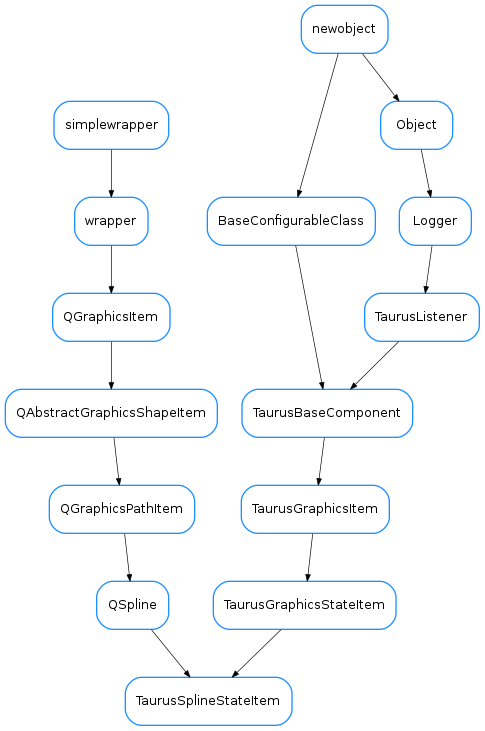 newobject
simplewrapper
Object
wrapper
BaseConfigurableClass
Logger
QGraphicsItem
TaurusListener
QAbstractGraphicsShapeItem
TaurusBaseComponent
QGraphicsPathItem
TaurusGraphicsItem
QSpline
TaurusGraphicsStateItem
TaurusSplineStateItem